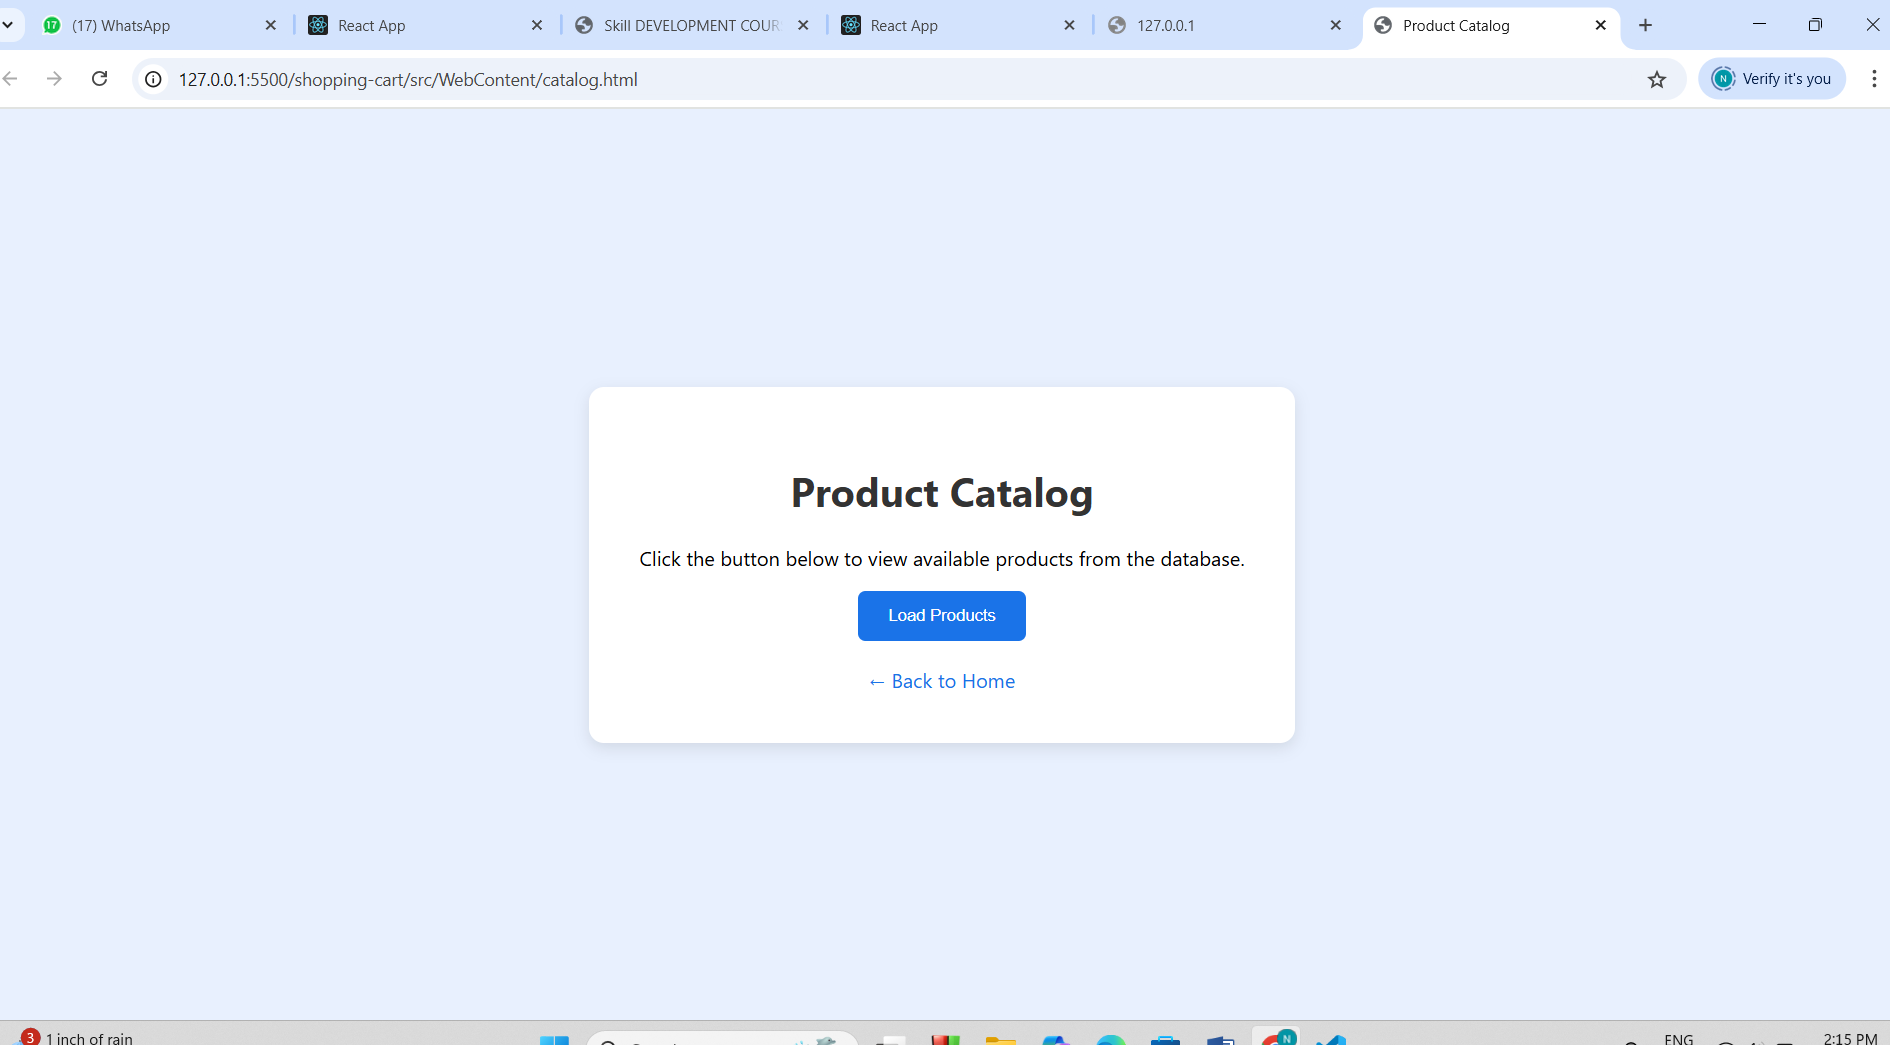 17 (17) WhatsApp
React App
Skill DEVELOPMENT COUR
React App
127.0.0.1
Product Catalog
127.0.0.1:5500/shopping-cart/src/WebContent/catalog.html
N Verify it's you
Product Catalog
Click the button below to view available products from the database.
Load Products
← Back to Home
3 1 inch of rain
N
ENG
2:15 PM